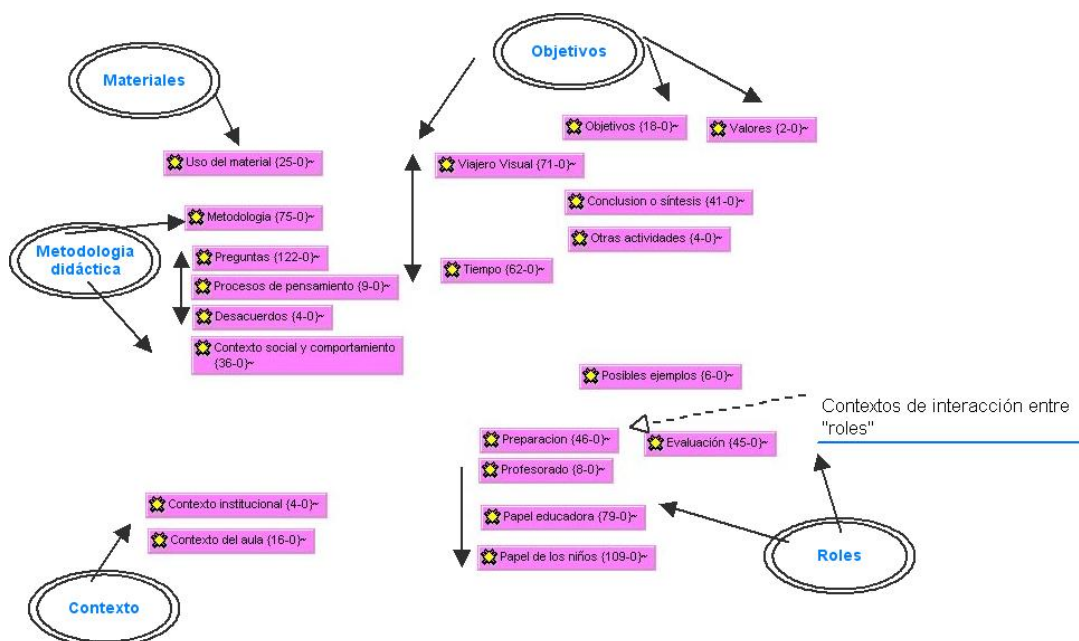 Objetivos
Materiales
Objetivos {18-0}~
Valores {2-0}~
Uso del material {25-0}~
Viajero Visual {71-0}~
Conclusion o síntesis {41-0}~
Metodologia {75-0}~
Otras actividades {4-0}~
Metodologia
didáctica
Preguntas {122-0}~
Tiempo {62-0}~
Procesos de pensamiento {9-0}~
Desacuerdos {4-0}~
Contexto social y comportamiento
{36-0}~
Posibles ejemplos {6-0}~
Contextos de interacción entre
"roles"
Preparacion {46-0}~
Evaluación {45-0}~
Profesorado {8-0}~
Contexto institucional {4-0}~
Papel educadora {79-0}~
Contexto del aula {16-0}~
Papel de los niños {109-0}~
Roles
Contexto